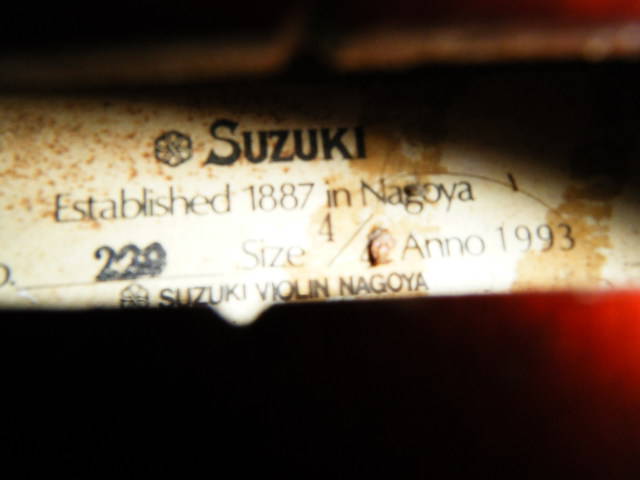 SUZUKI
Established 1887 in Nagoya
229 Size 4/4 Anno 1993
SUZUKI VIOLIN NAGOYA